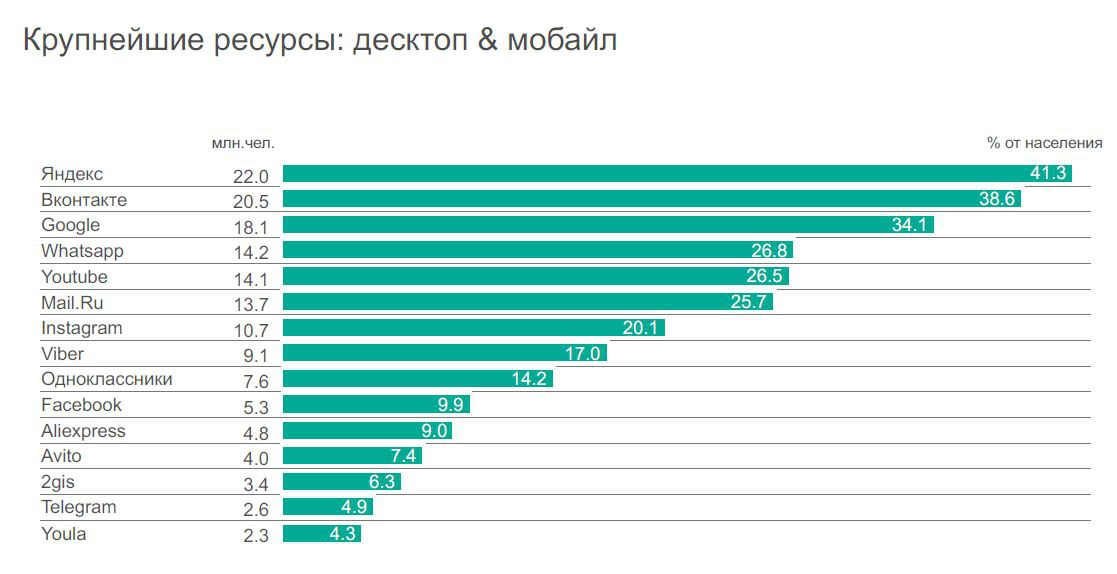 Крупнейшие ресурсы: десктоп & мобайл
млн.чел. % от населения
Яндекс 22.0 41.3
Вконтакте 20.5 38.6
Google 18.1 34.1
Whatsapp 14.2 26.8
Youtube 14.1 26.5
Mail.Ru 13.7 25.7
Instagram 10.7 20.1
Viber 9.1 17.0
Одноклассники 7.6 14.2
Facebook 5.3 9.9
Aliexpress 4.8 9.0
Avito 4.0 7.4
2gis 3.4 6.3
Telegram 2.6 4.9
Youla 2.3 4.3